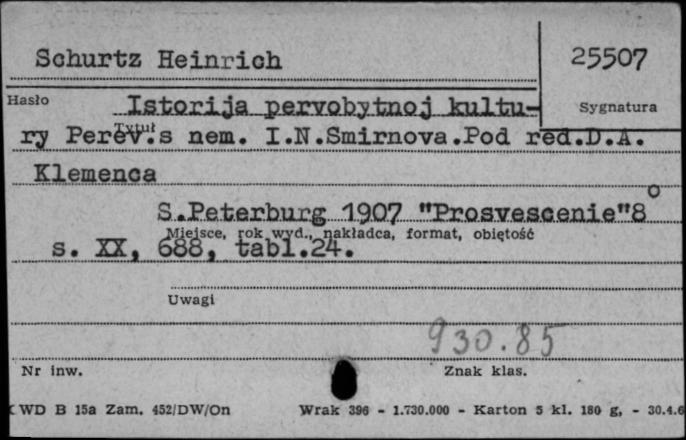 Schurtz Heinrich
25507
Hasło
Istorija pervobytnoj kultu-
Sygnatura
Tytuł
ry Perev.s nem. I.N.Smirnova.Pod red.D.A.
Klemenca
S.Peterburg 1907 "Prosvescenie"8°
Miejsce, rok wyd., nakładca, format, objętość
s. XX, 688, tabl.24.
Uwagi
930.85
Nr inw.
Znak klas.
WD B 15a Zam. 452/DW/On
Wrak 396 - 1.730.000 - Karton 5 kl. 180 g, - 30.4.6